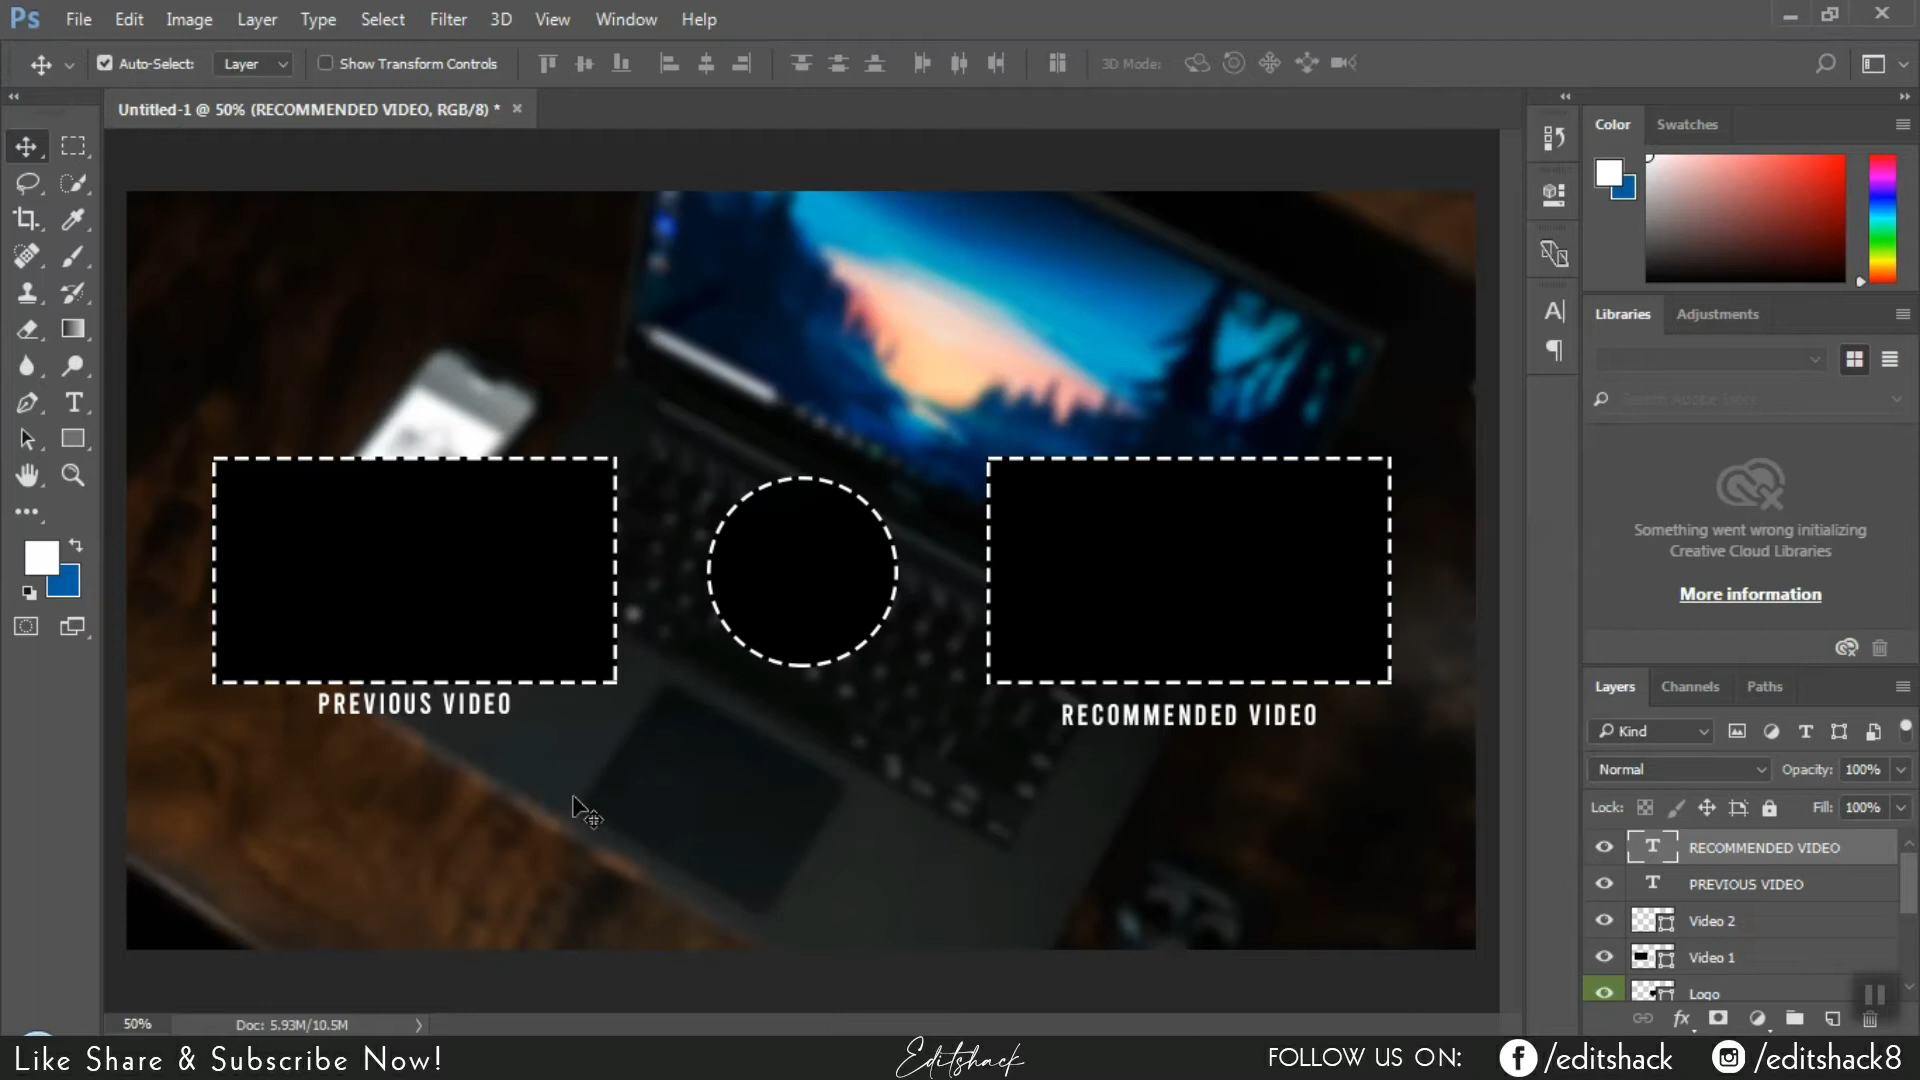 Ps File Edit Image Layer Type Select Filter 3D View Window Help
Auto-Select: Layer Show Transform Controls 3D Mode:
Untitled-1 @ 50% (RECOMMENDED VIDEO, RGB/8) * ×
Color Swatches
Libraries Adjustments
Something went wrong initializing
Creative Cloud Libraries
More information
PREVIOUS VIDEO
RECOMMENDED VIDEO
Layers Channels Paths
Kind
Normal Opacity: 100%
Lock: Fill: 100%
RECOMMENDED VIDEO
PREVIOUS VIDEO
Video 2
Video 1
Logo
50% Doc: 5.93M/10.5M
Like Share & Subscribe Now!
Editshack
FOLLOW US ON: /editshack /editshack8